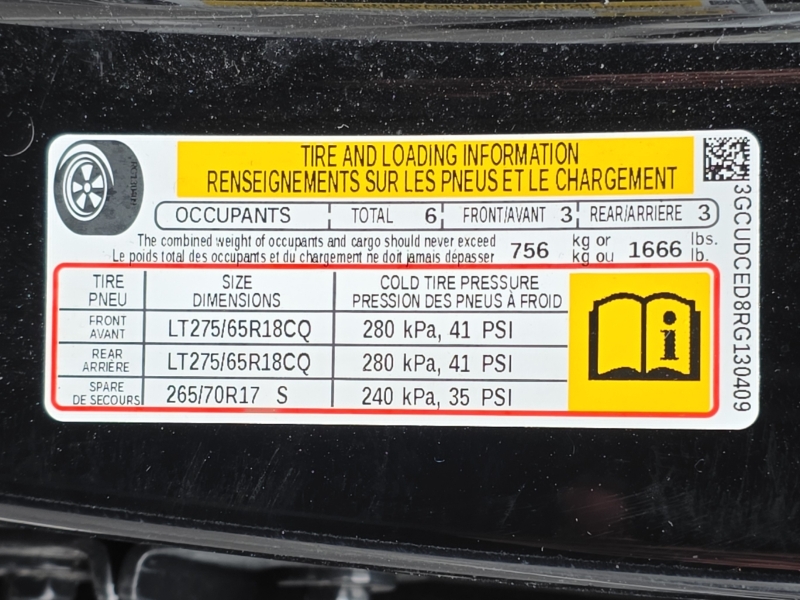 TIRE AND LOADING INFORMATION
RENSEIGNEMENTS SUR LES PNEUS ET LE CHARGEMENT
OCCUPANTS TOTAL 6 FRONT/AVANT 3 REAR/ARRIÈRE 3
The combined weight of occupants and cargo should never exceed 756 kg or 1666 lbs.
Le poids total des occupants et du chargement ne doit jamais dépasser kg ou lb.
TIRE SIZE COLD TIRE PRESSURE
PNEU DIMENSIONS PRESSION DES PNEUS À FROID
FRONT
AVANT LT275/65R18CQ 280 kPa, 41 PSI
REAR
ARRIÈRE LT275/65R18CQ 280 kPa, 41 PSI
SPARE
DE SECOURS 265/70R17 S 240 kPa, 35 PSI
3GCUDCED8RG130409